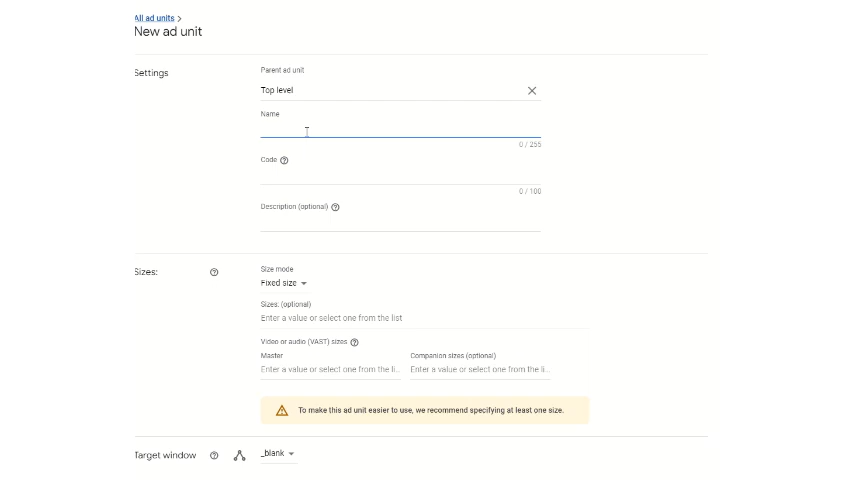 All ad units >
New ad unit
Settings
Parent ad unit
Top level
Name
0 / 255
Code
0 / 100
Description (optional)
Sizes:
Size mode
Fixed size
Sizes: (optional)
Enter a value or select one from the list
Video or audio (VAST) sizes
Master Companion sizes (optional)
Enter a value or select one from the li... Enter a value or select one from the li...
To make this ad unit easier to use, we recommend specifying at least one size.
Target window _blank